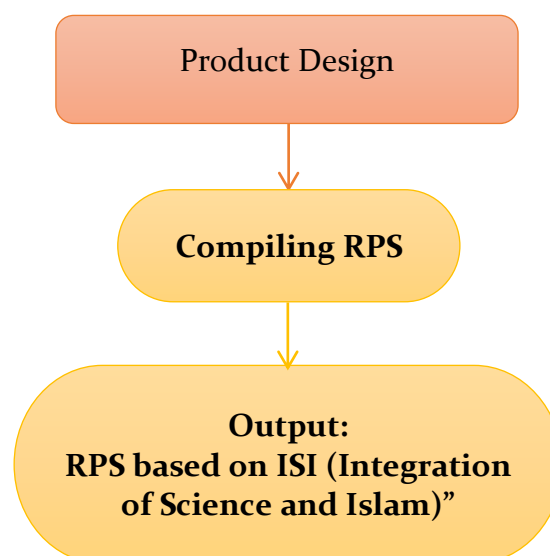 Product Design
Compiling RPS
Output:
RPS based on ISI (Integration
of Science and Islam)”